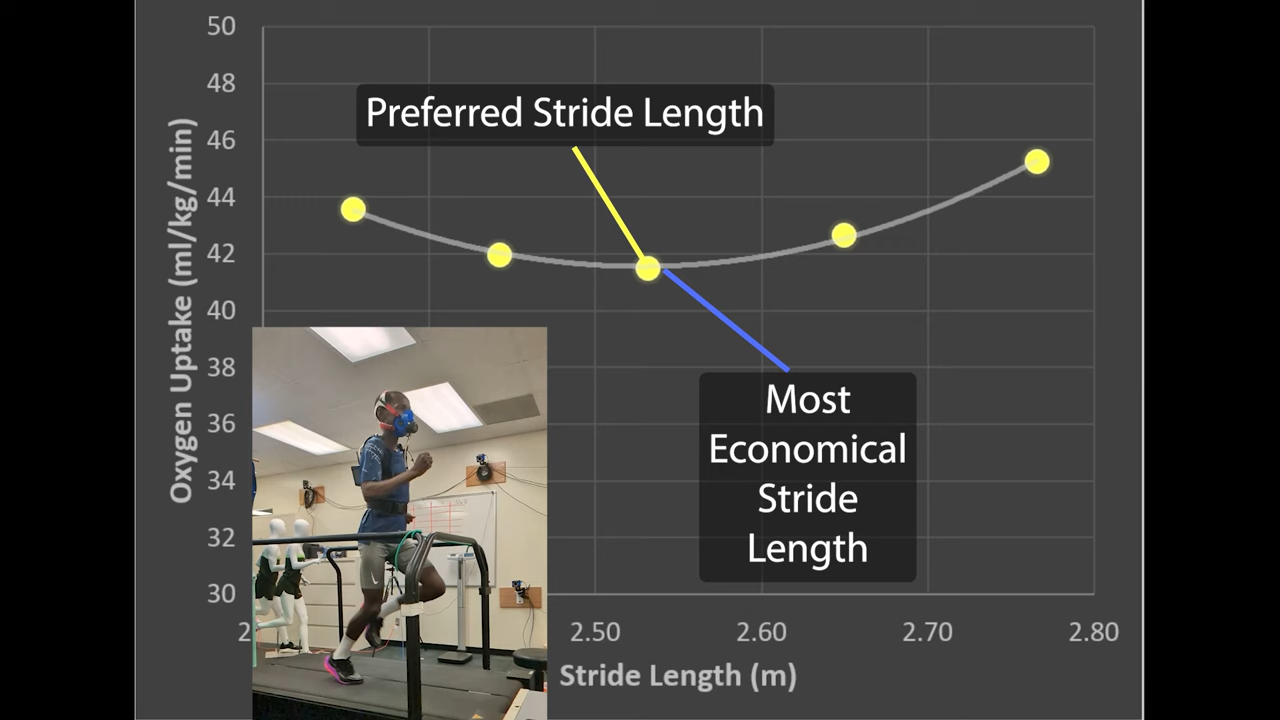 50
48
46
44
42
40
38
36
34
32
30
Oxygen Uptake (ml/kg/min)
Preferred Stride Length
Most
Economical
Stride
Length
2.50
2.60
2.70
2.80
Stride Length (m)